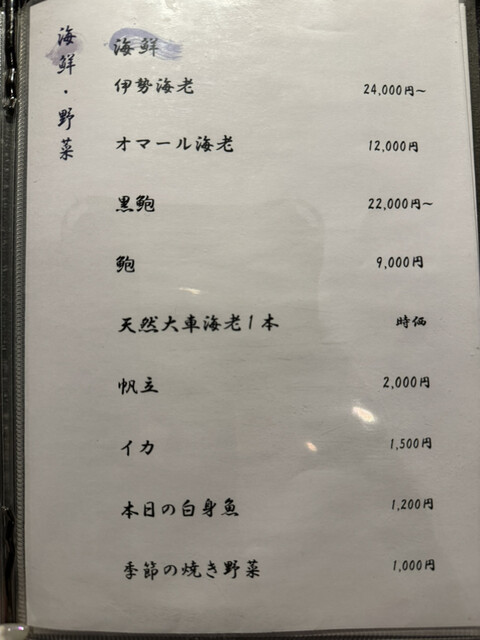 海鮮・野菜
海鮮
伊勢海老 24,000円~
オマール海老 12,000円
黒鮑 22,000円~
鮑 9,000円
天然大車海老1本 時価
帆立 2,000円
イカ 1,500円
本日の白身魚 1,200円
季節の焼き野菜 1,000円